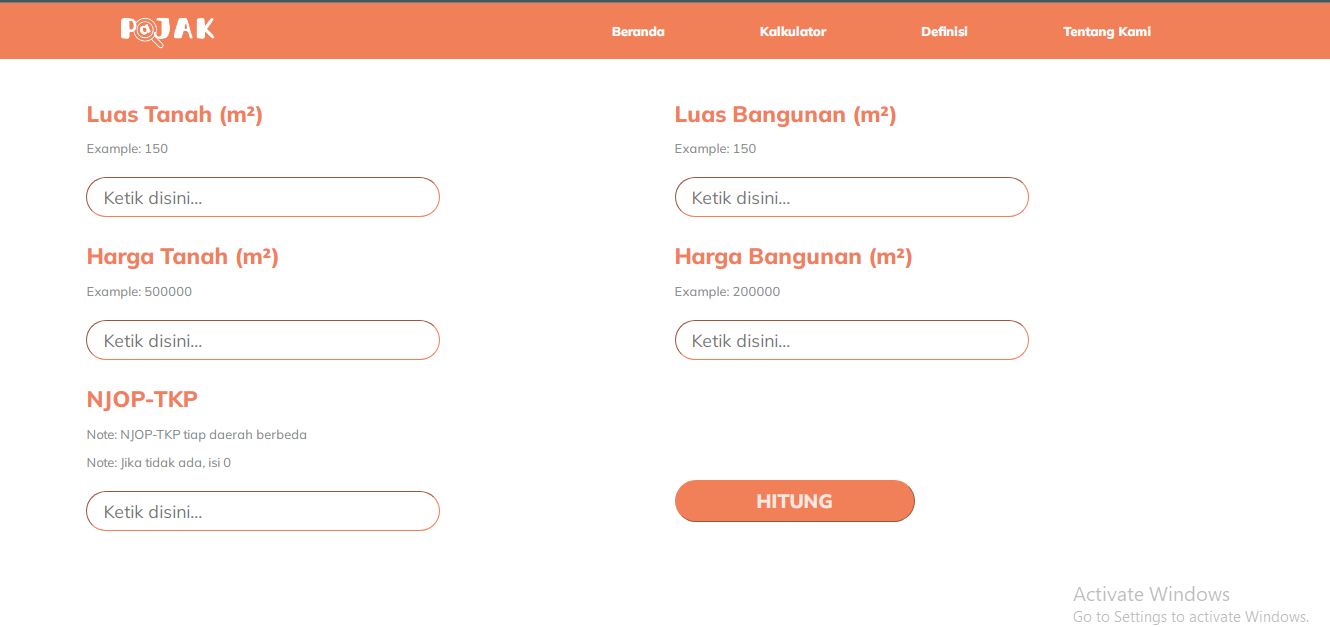 POJAK
Beranda
Kalkulator
Definisi
Tentang Kami
Luas Tanah (m²)
Example: 150
Ketik disini...
Luas Bangunan (m²)
Example: 150
Ketik disini...
Harga Tanah (m²)
Example: 500000
Ketik disini...
Harga Bangunan (m²)
Example: 200000
Ketik disini...
NJOP-TKP
Note: NJOP-TKP tiap daerah berbeda
Note: Jika tidak ada, isi 0
Ketik disini...
HITUNG
Activate Windows
Go to Settings to activate Windows.